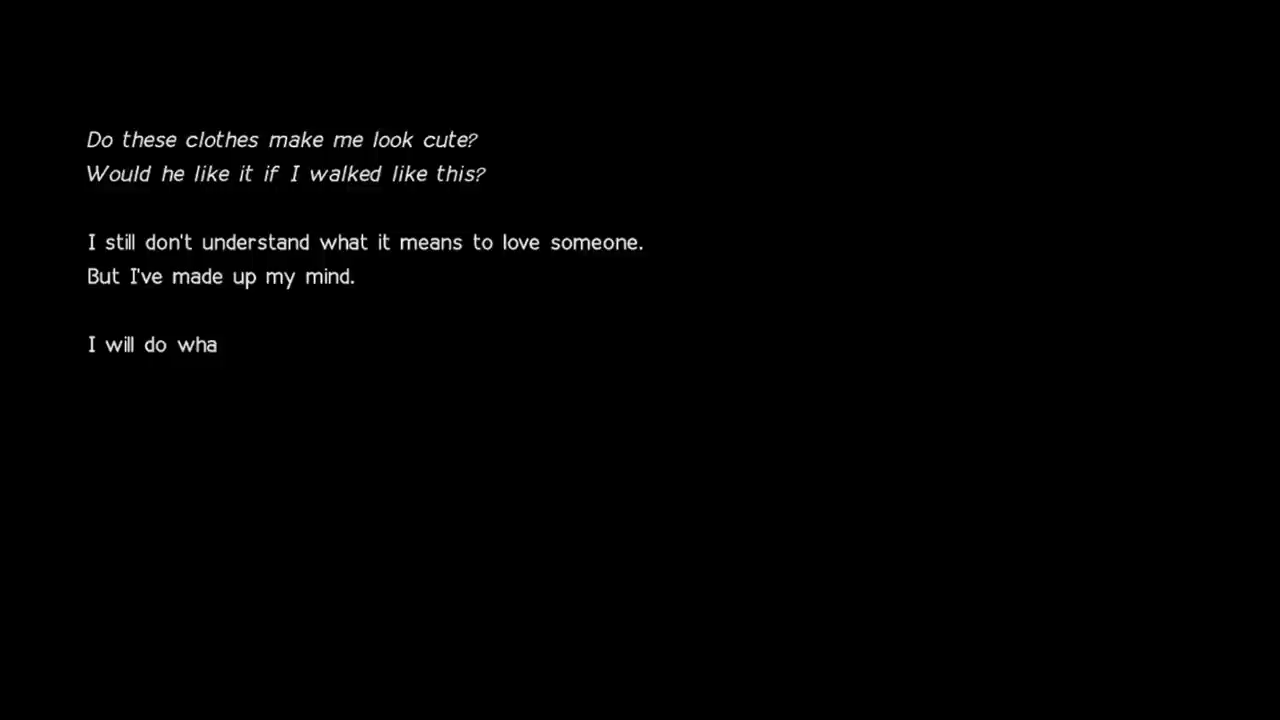 Do these clothes make me look cute?
Would he like it if I walked like this?
I still don't understand what it means to love someone.
But I've made up my mind.
I will do wha